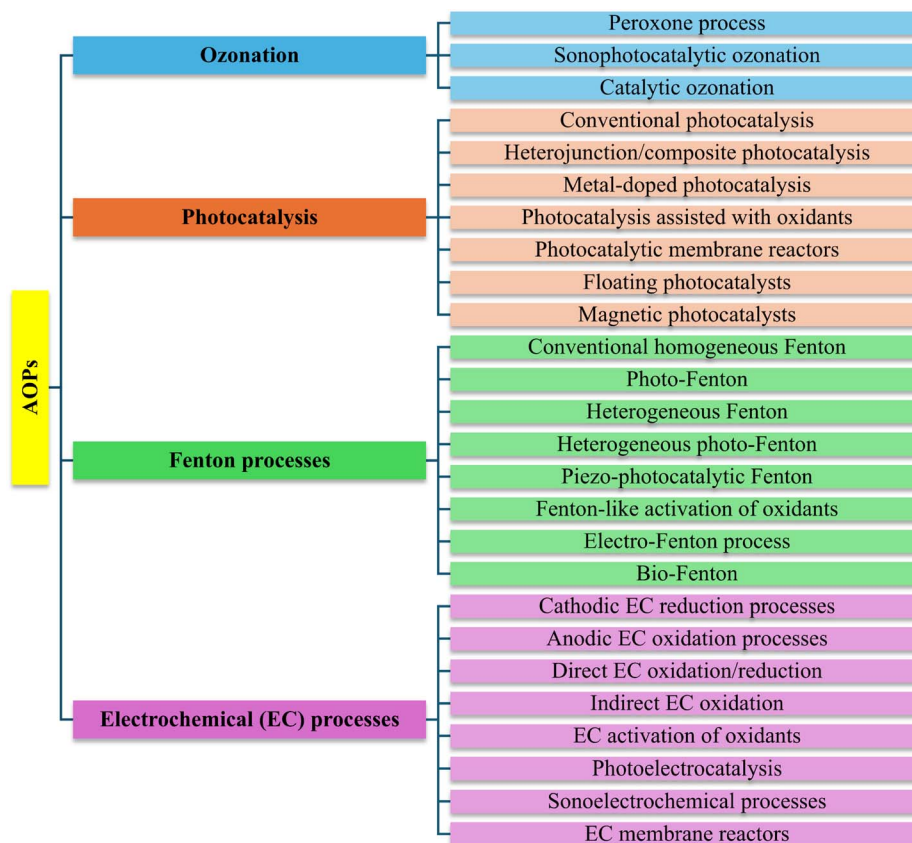 AOPs
Ozonation
Peroxone process
Sonophotocatalytic ozonation
Catalytic ozonation
Photocatalysis
Conventional photocatalysis
Heterojunction/composite photocatalysis
Metal-doped photocatalysis
Photocatalysis assisted with oxidants
Photocatalytic membrane reactors
Floating photocatalysts
Magnetic photocatalysts
Fenton processes
Conventional homogeneous Fenton
Photo-Fenton
Heterogeneous Fenton
Heterogeneous photo-Fenton
Piezo-photocatalytic Fenton
Fenton-like activation of oxidants
Electro-Fenton process
Bio-Fenton
Electrochemical (EC) processes
Cathodic EC reduction processes
Anodic EC oxidation processes
Direct EC oxidation/reduction
Indirect EC oxidation
EC activation of oxidants
Photoelectrocatalysis
Sonoelectrochemical processes
EC membrane reactors